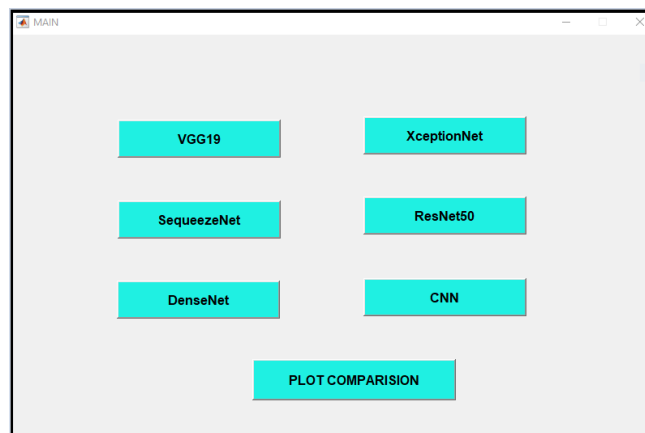 MAIN
VGG19
XceptionNet
SequeezeNet
ResNet50
DenseNet
CNN
PLOT COMPARISION